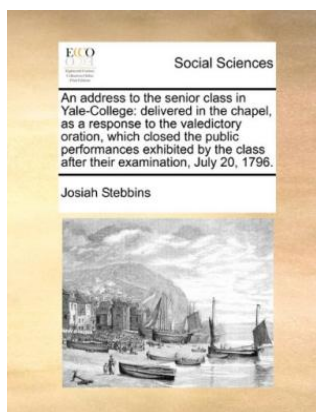 ECCO
Social Sciences
An address to the senior class in
Yale-College: delivered in the chapel,
as a response to the valedictory
oration, which closed the public
performances exhibited by the class
after their examination, July 20, 1796.
Josiah Stebbins